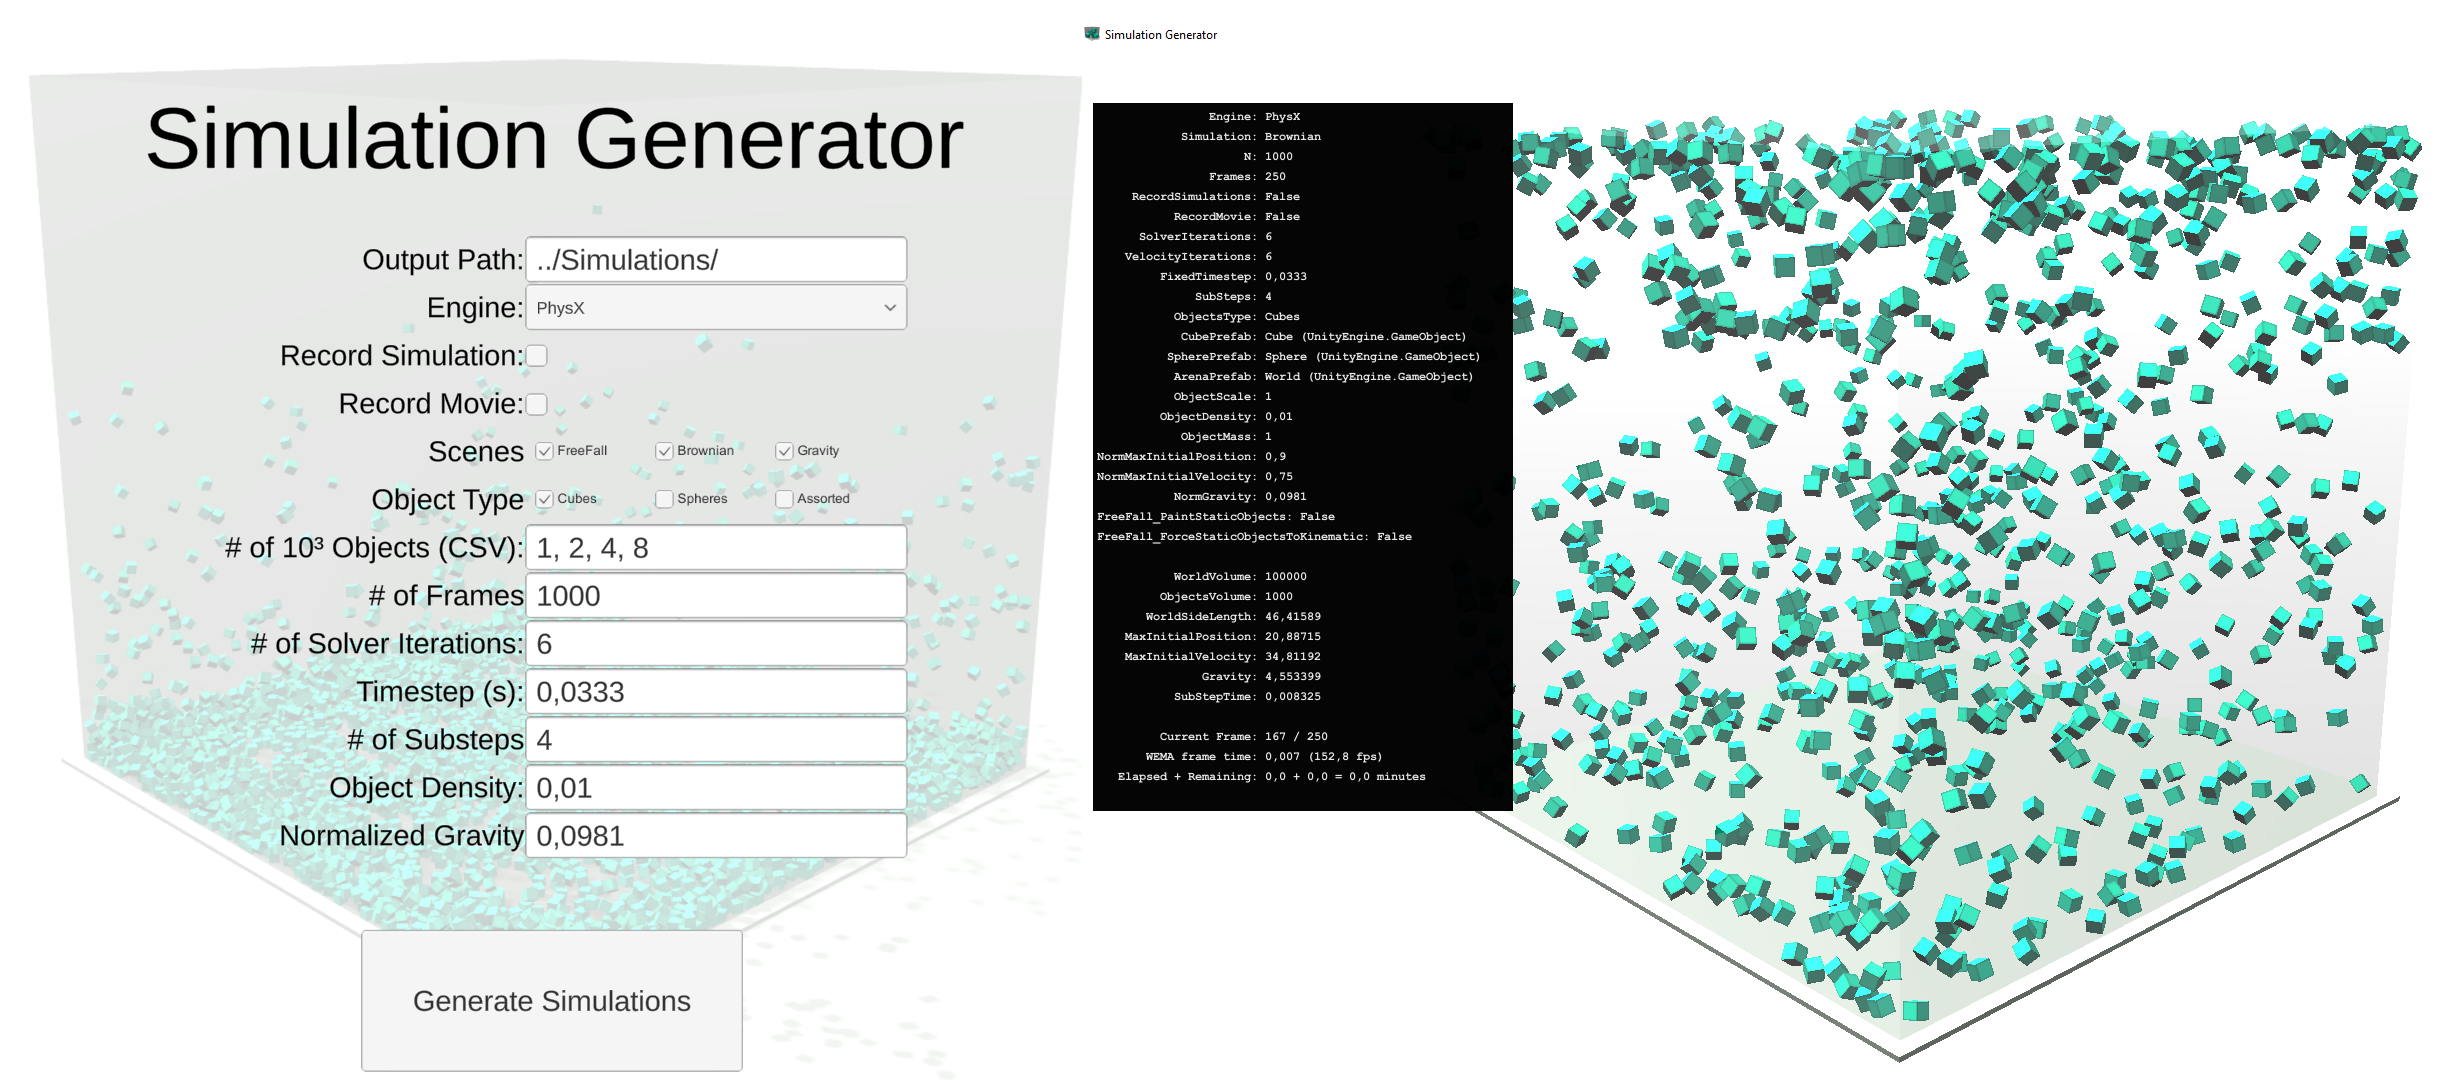 Simulation Generator
Output Path: ../Simulations/
Engine: PhysX
Record Simulation:
Record Movie:
Scenes FreeFall Brownian Gravity
Object Type Cubes Spheres Assorted
# of 10³ Objects (CSV): 1, 2, 4, 8
# of Frames 1000
# of Solver Iterations: 6
Timestep (s): 0,0333
# of Substeps 4
Object Density: 0,01
Normalized Gravity 0,0981
Generate Simulations
Simulation Generator
Engine: PhysX
Simulation: Brownian
N: 1000
Frames: 250
RecordSimulations: False
RecordMovie: False
SolverIterations: 6
VelocityIterations: 6
FixedTimestep: 0,0333
SubSteps: 4
ObjectsType: Cubes
CubePrefab: Cube (UnityEngine.GameObject)
SpherePrefab: Sphere (UnityEngine.GameObject)
ArenaPrefab: World (UnityEngine.GameObject)
ObjectScale: 1
ObjectDensity: 0,01
ObjectMass: 1
NormMaxInitialPosition: 0,9
NormMaxInitialVelocity: 0,75
NormGravity: 0,0981
FreeFall_PaintStaticObjects: False
FreeFall_ForceStaticObjectsToKinematic: False
WorldVolume: 100000
ObjectsVolume: 1000
WorldSideLength: 46,41589
MaxInitialPosition: 20,88715
MaxInitialVelocity: 34,81192
Gravity: 4,553399
SubStepTime: 0,008325
Current Frame: 167 / 250
WEMA frame time: 0,007 (152,8 fps)
Elapsed + Remaining: 0,0 + 0,0 = 0,0 minutes